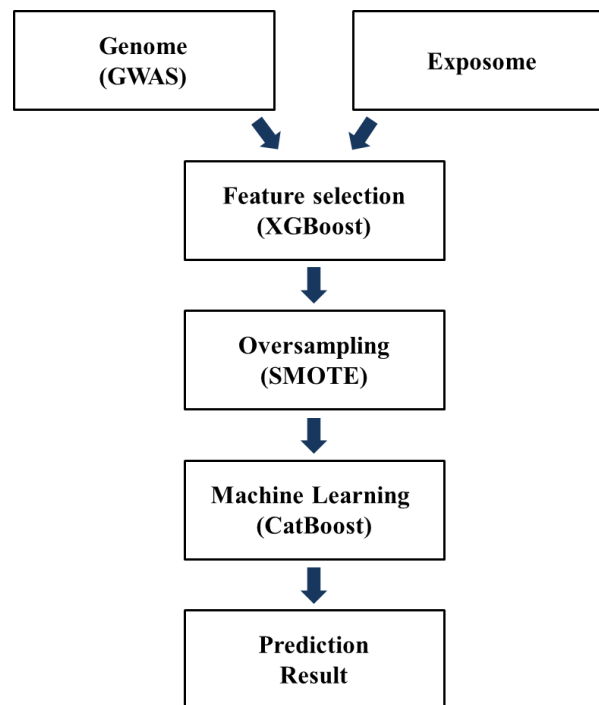 Genome
(GWAS)
Exposome
Feature selection
(XGBoost)
Oversampling
(SMOTE)
Machine Learning
(CatBoost)
Prediction
Result